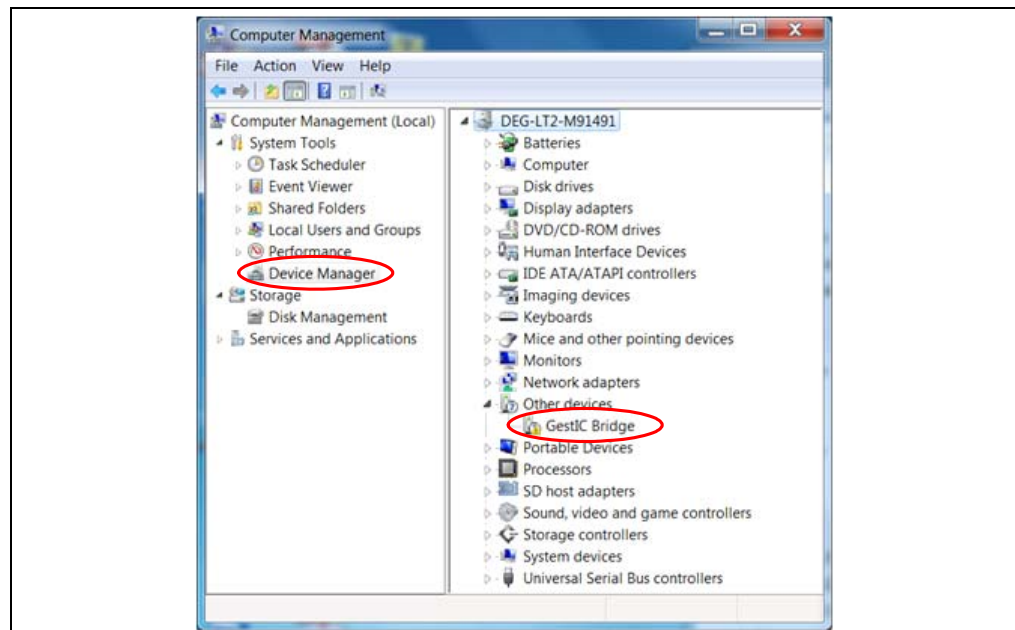 Computer Management
File Action View Help
Computer Management (Local)
System Tools
Task Scheduler
Event Viewer
Shared Folders
Local Users and Groups
Performance
Device Manager
Storage
Disk Management
Services and Applications
DEG-LT2-M91491
Batteries
Computer
Disk drives
Display adapters
DVD/CD-ROM drives
Human Interface Devices
IDE ATA/ATAPI controllers
Imaging devices
Keyboards
Mice and other pointing devices
Monitors
Network adapters
Other devices
GestIC Bridge
Portable Devices
Processors
SD host adapters
Sound, video and game controllers
Storage controllers
System devices
Universal Serial Bus controllers